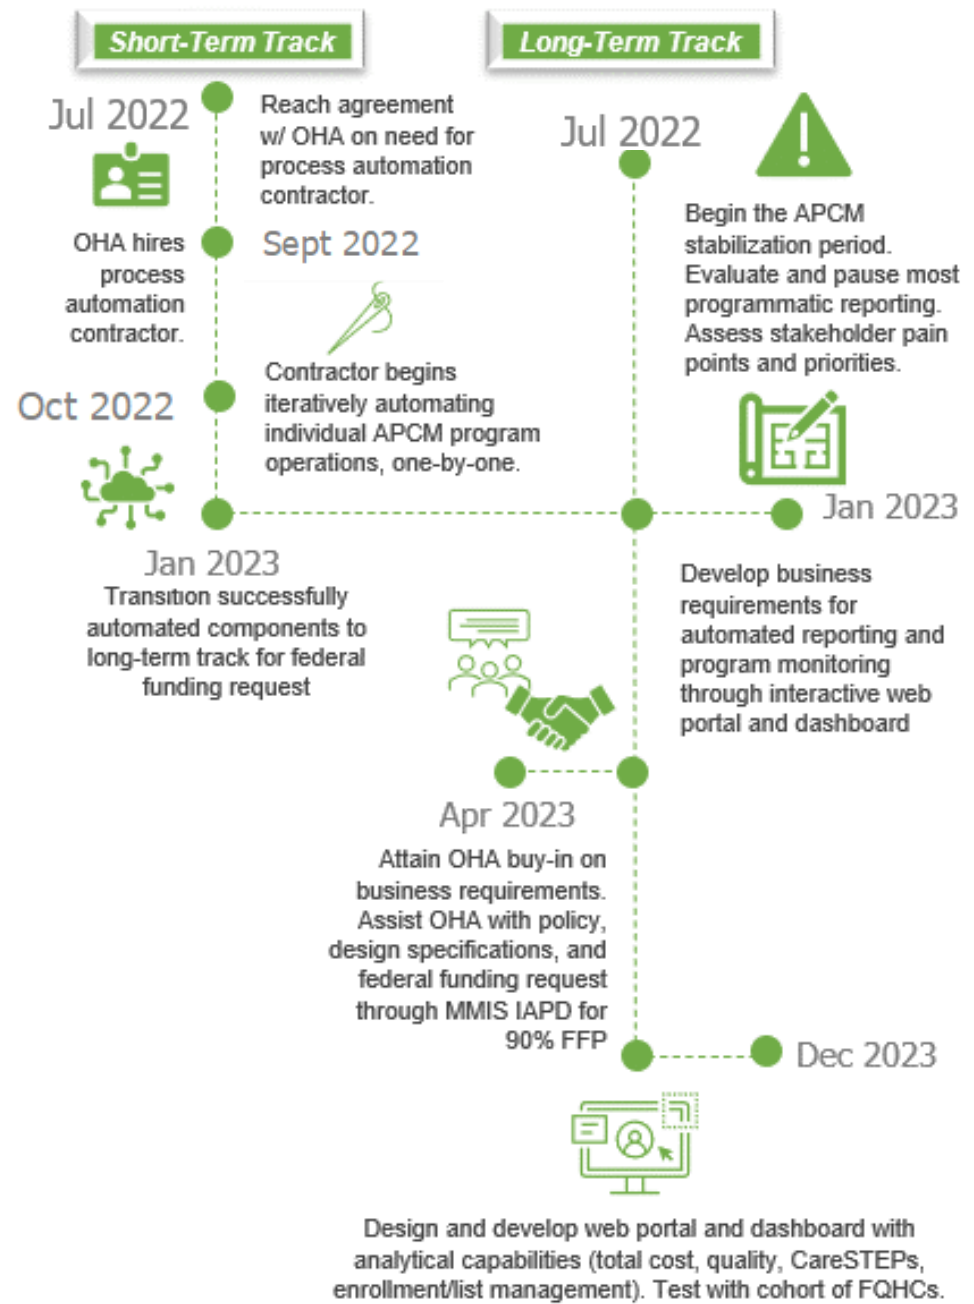 Short-Term Track
Long-Term Track
Jul 2022
Reach agreement
w/ OHA on need for
process automation
contractor.
Jul 2022
Begin the APCM
stabilization period.
Evaluate and pause most
programmatic reporting.
Assess stakeholder pain
points and priorities.
OHA hires
process
automation
contractor.
Sept 2022
Oct 2022
Contractor begins
iteratively automating
individual APCM program
operations, one-by-one.
Jan 2023
Transition successfully
automated components to
long-term track for federal
funding request
Jan 2023
Develop business
requirements for
automated reporting and
program monitoring
through interactive web
portal and dashboard
Apr 2023
Attain OHA buy-in on
business requirements.
Assist OHA with policy,
design specifications, and
federal funding request
through MMIS IAPD for
90% FFP
Dec 2023
Design and develop web portal and dashboard with
analytical capabilities (total cost, quality, CareSTEPs,
enrollment/list management). Test with cohort of FQHCs.